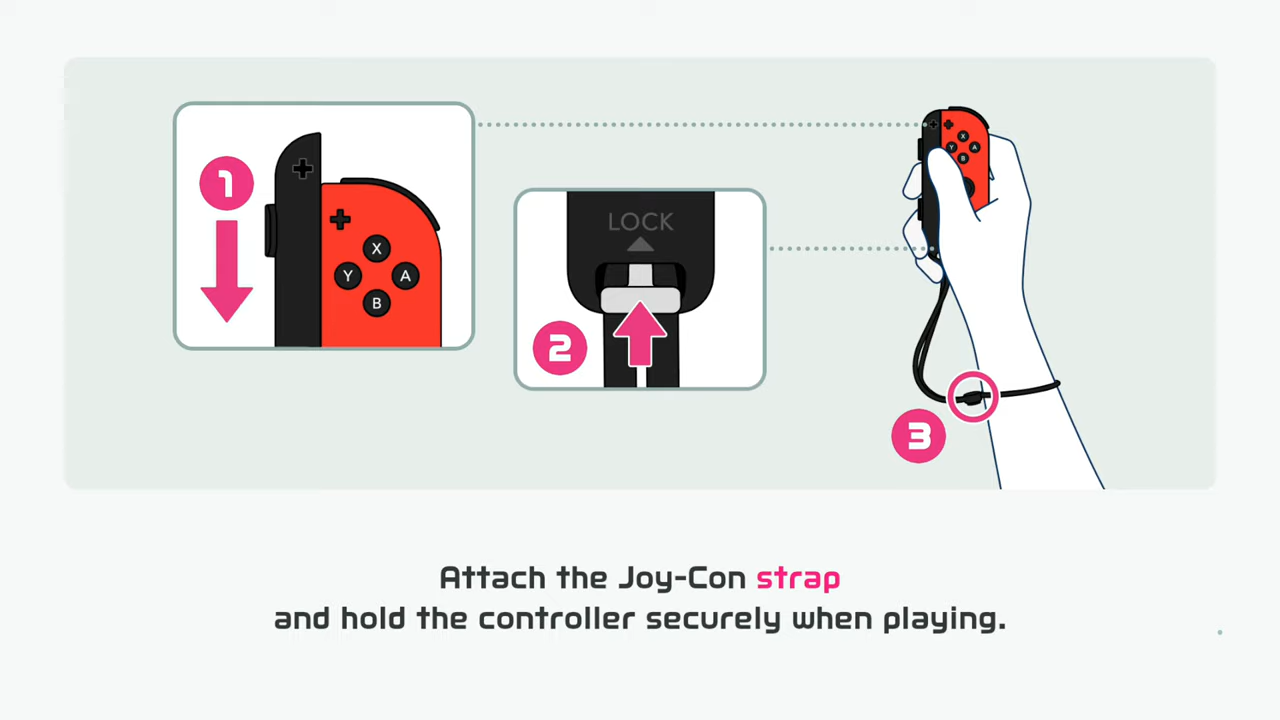 1
LOCK
2
X
Y
A
B
X
Y
A
B
3
Attach the Joy-Con strap
and hold the controller securely when playing.